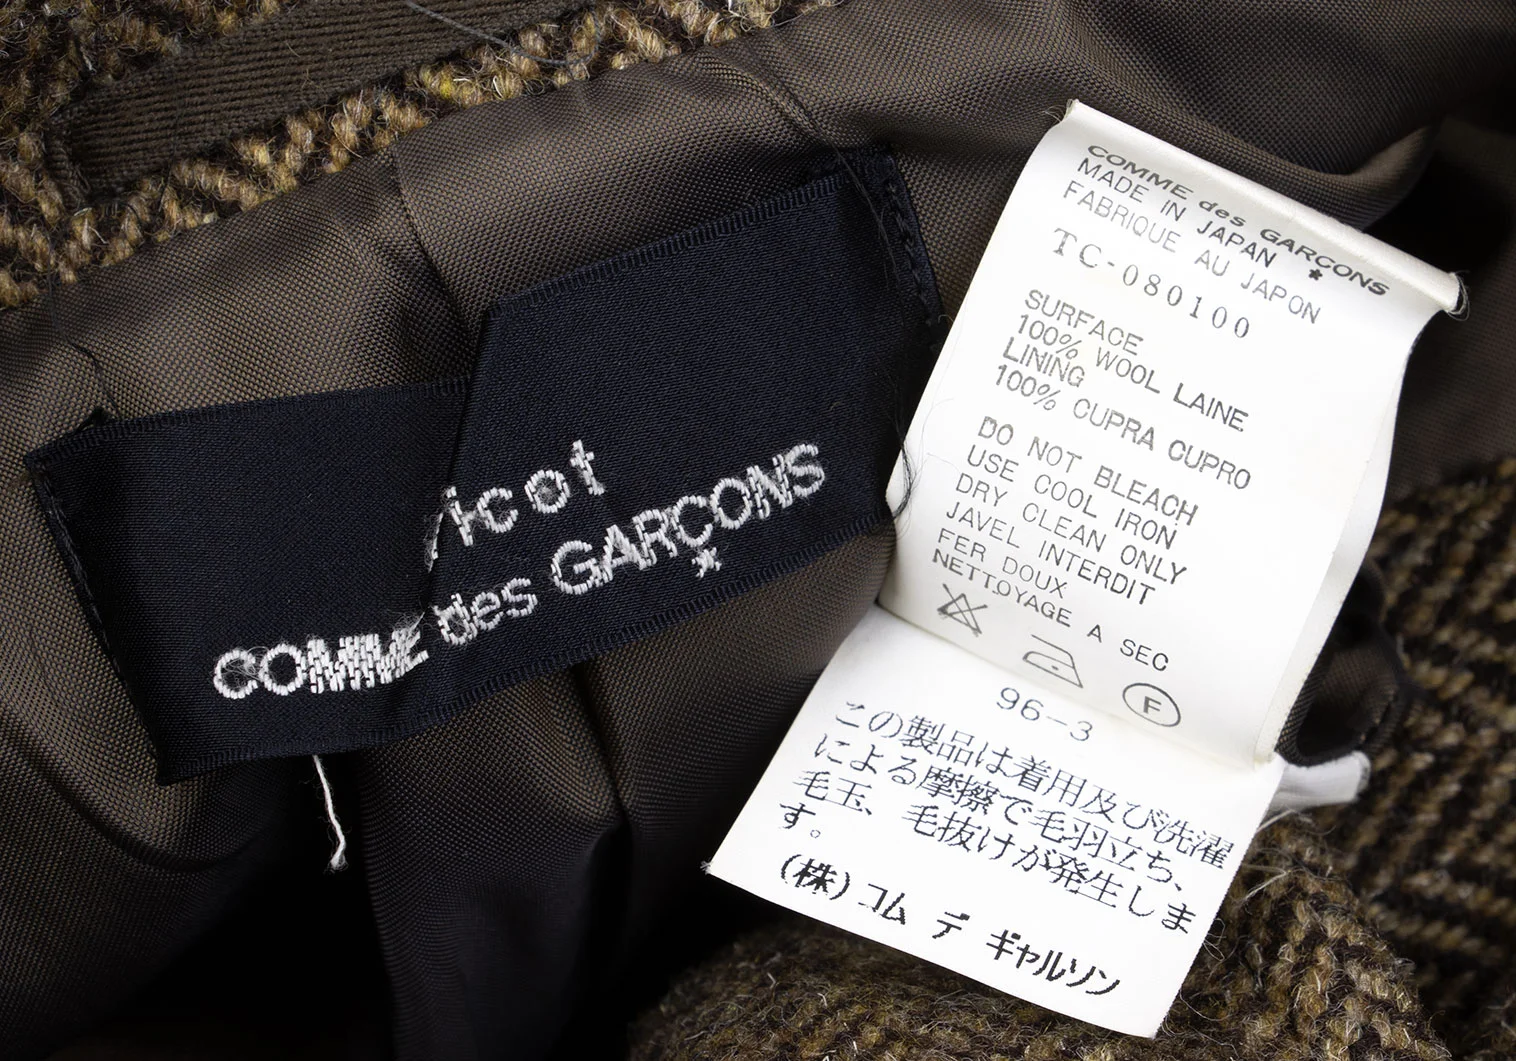 ricot
COMME des GARÇONS
*
COMME des GARCONS
MADE IN JAPAN *
FABRIQUE AU JAPON
TC-080100
SURFACE
100% WOOL LAINE
LINING
100% CUPRA CUPRO
DO NOT BLEACH
USE COOL IRON
DRY CLEAN ONLY
JAVEL INTERDIT
FER DOUX
NETTOYAGE A SEC
F
96-3
この製品は着用及び洗濯
による摩擦で毛羽立ち、
毛玉、毛抜けが発生しま
す。
(株)コム デ ギャルソン